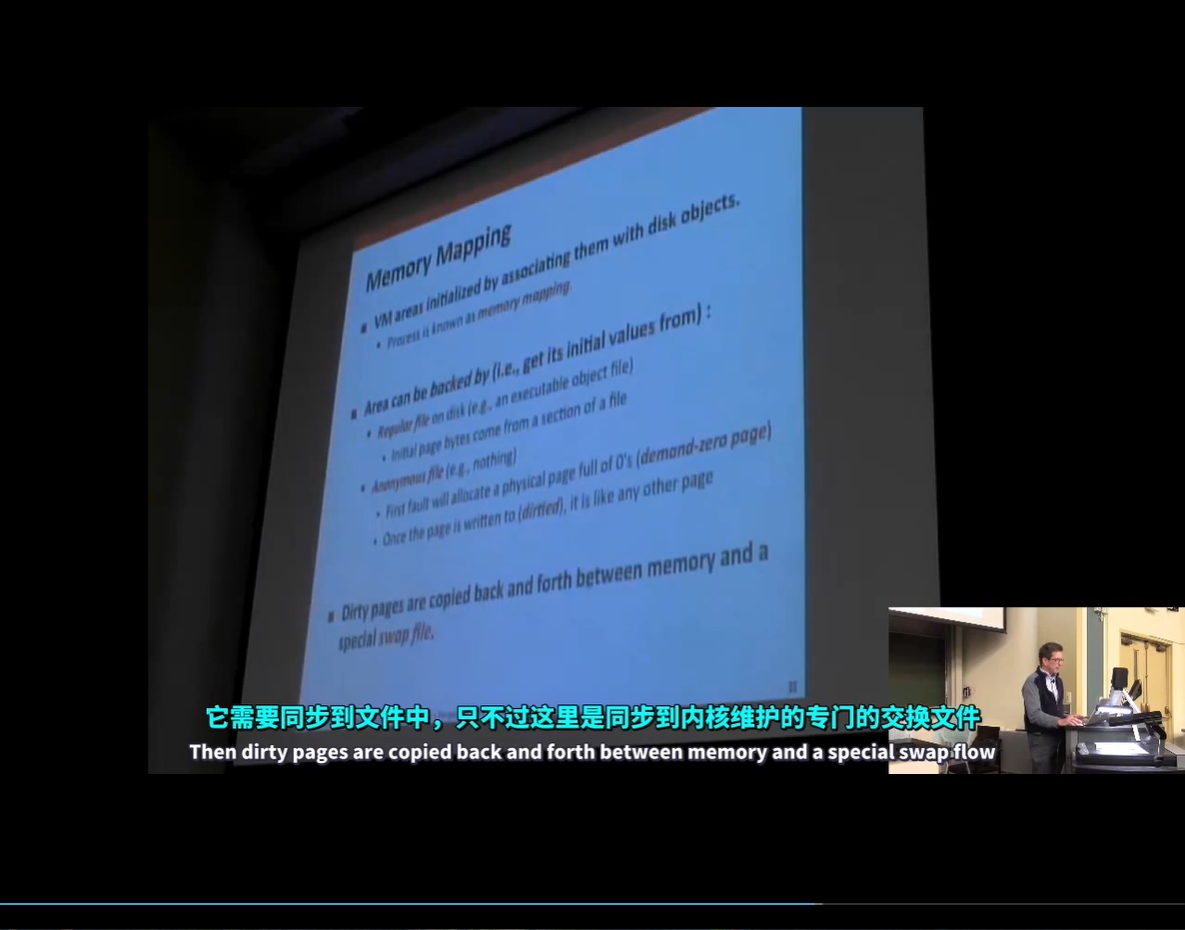 Memory Mapping
▪ VM areas initialized by associating them with disk objects.
▪ Process is known as memory mapping.
▪ Area can be backed by (i.e., get its initial values from) :
▪ Regular file on disk (e.g., an executable object file)
▪ Initial page bytes come from a section of a file
▪ Anonymous file (e.g., nothing)
▪ First fault will allocate a physical page full of 0's (demand-zero page)
▪ Once the page is written to (dirtied), it is like any other page
▪ Dirty pages are copied back and forth between memory and a
special swap file.
它需要同步到文件中，只不过这里是同步到内核维护的专门的交换文件
Then dirty pages are copied back and forth between memory and a special swap flow